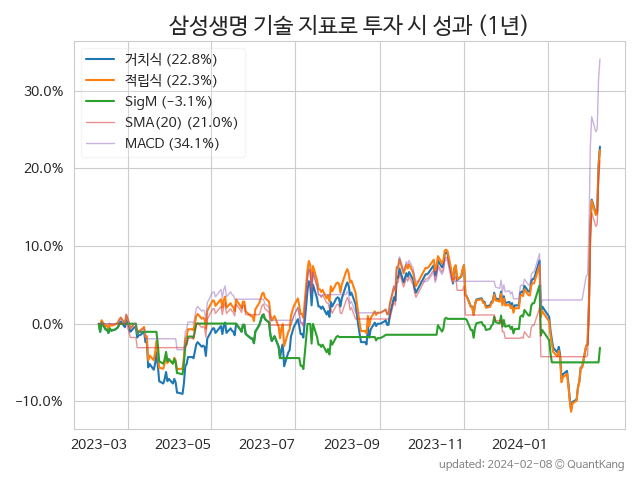 삼성생명 기술 지표로 투자 시 성과 (1년)
거치식 (22.8%)
적립식 (22.3%)
SigM (-3.1%)
SMA(20) (21.0%)
MACD (34.1%)
30.0%
20.0%
10.0%
0.0%
-10.0%
2023-03 2023-05 2023-07 2023-09 2023-11 2024-01
updated: 2024-02-08 © QuantKang